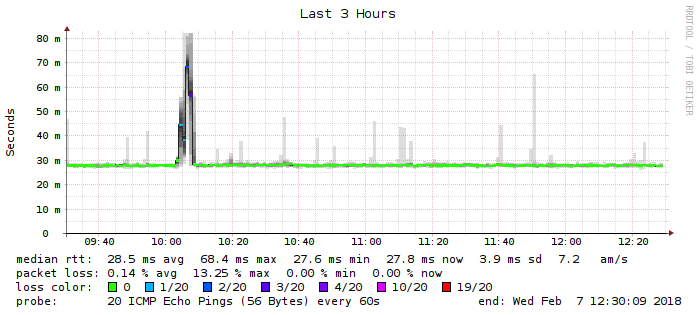 Last 3 Hours
RRDTOOL / TOBI OETIKER
Seconds
80 m
70 m
60 m
50 m
40 m
30 m
20 m
10 m
0
09:40 10:00 10:20 10:40 11:00 11:20 11:40 12:00 12:20
median rtt: 28.5 ms avg 68.4 ms max 27.6 ms min 27.8 ms now 3.9 ms sd 7.2 am/s
packet loss: 0.14 % avg 13.25 % max 0.00 % min 0.00 % now
loss color: 0 1/20 2/20 3/20 4/20 10/20 19/20
probe: 20 ICMP Echo Pings (56 Bytes) every 60s end: Wed Feb 7 12:30:09 2018